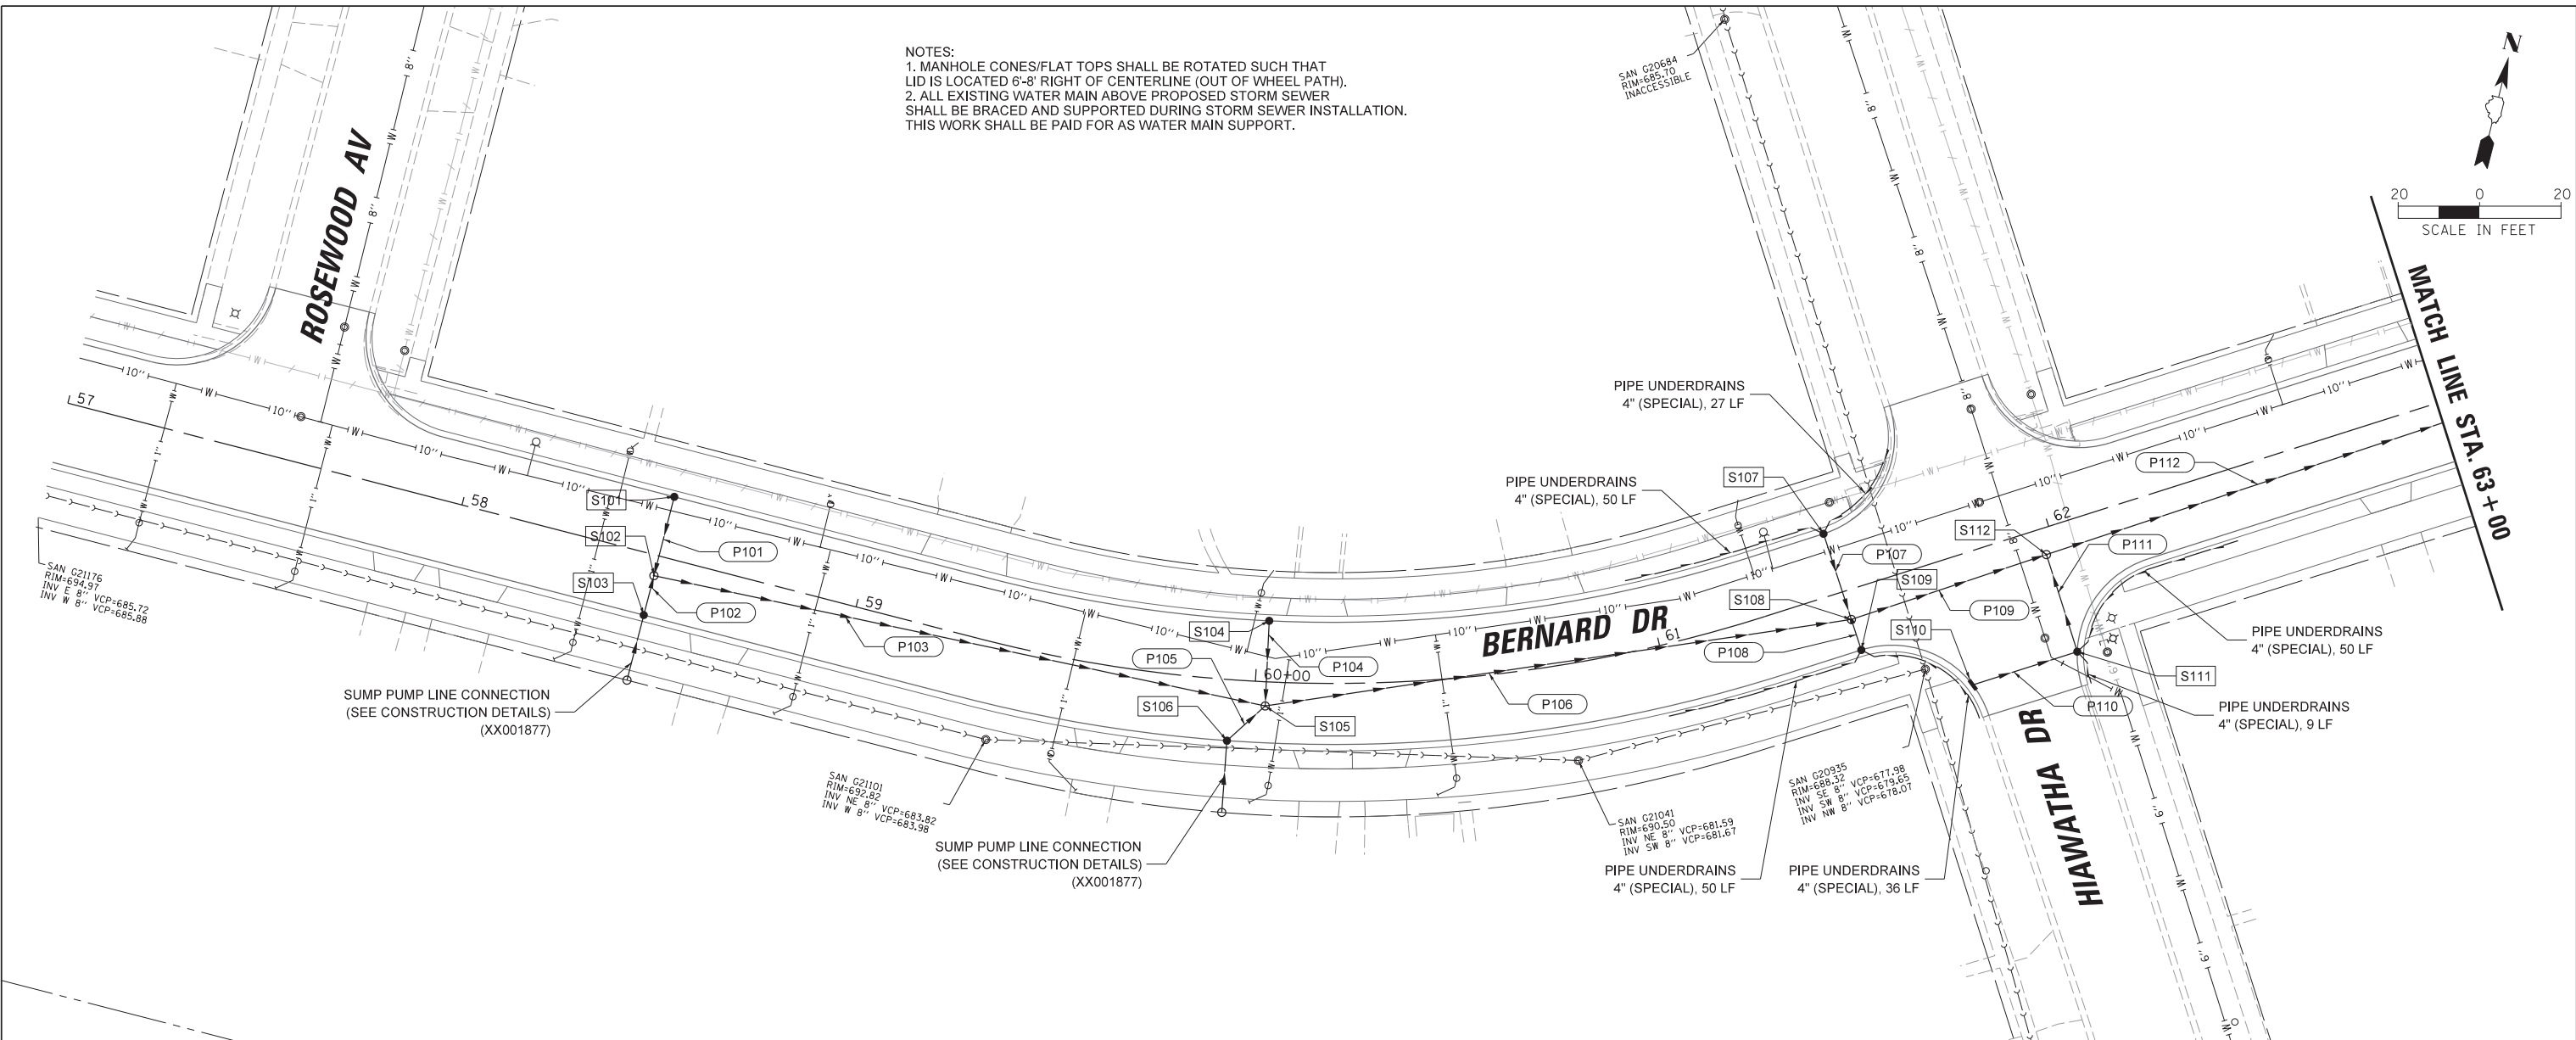 NOTES:
1. MANHOLE CONES/FLAT TOPS SHALL BE ROTATED SUCH THAT
LID IS LOCATED 6'-8' RIGHT OF CENTERLINE (OUT OF WHEEL PATH).
2. ALL EXISTING WATER MAIN ABOVE PROPOSED STORM SEWER
SHALL BE BRACED AND SUPPORTED DURING STORM SEWER INSTALLATION.
THIS WORK SHALL BE PAID FOR AS WATER MAIN SUPPORT.
N
20 0 20
SCALE IN FEET
MATCH LINE STA. 63+00
ROSEWOOD AV
BERNARD DR
HIAWATHA DR
SAN G20684
RIM=685.70
INACCESSIBLE
PIPE UNDERDRAINS
4" (SPECIAL), 27 LF
PIPE UNDERDRAINS
4" (SPECIAL), 50 LF
57
58
59
60+00
61
62
S101
S102
S103
S104
S105
S106
S107
S108
S109
S110
S111
S112
P101
P102
P103
P104
P105
P106
P107
P108
P109
P110
P111
P112
SAN G21176
RIM=694.97
INV E 8" VCP=685.72
INV W 8" VCP=685.88
SUMP PUMP LINE CONNECTION
(SEE CONSTRUCTION DETAILS)
(XX001877)
SAN G21101
RIM=692.82
INV NE 8" VCP=683.82
INV W 8" VCP=683.98
SUMP PUMP LINE CONNECTION
(SEE CONSTRUCTION DETAILS)
(XX001877)
SAN G21041
RIM=690.50
INV NE 8" VCP=681.59
INV SW 8" VCP=681.67
SAN G20935
RIM=688.32
INV SE 8" VCP=677.98
INV SW 8" VCP=679.65
INV NW 8" VCP=678.07
PIPE UNDERDRAINS
4" (SPECIAL), 50 LF
PIPE UNDERDRAINS
4" (SPECIAL), 36 LF
PIPE UNDERDRAINS
4" (SPECIAL), 50 LF
PIPE UNDERDRAINS
4" (SPECIAL), 9 LF